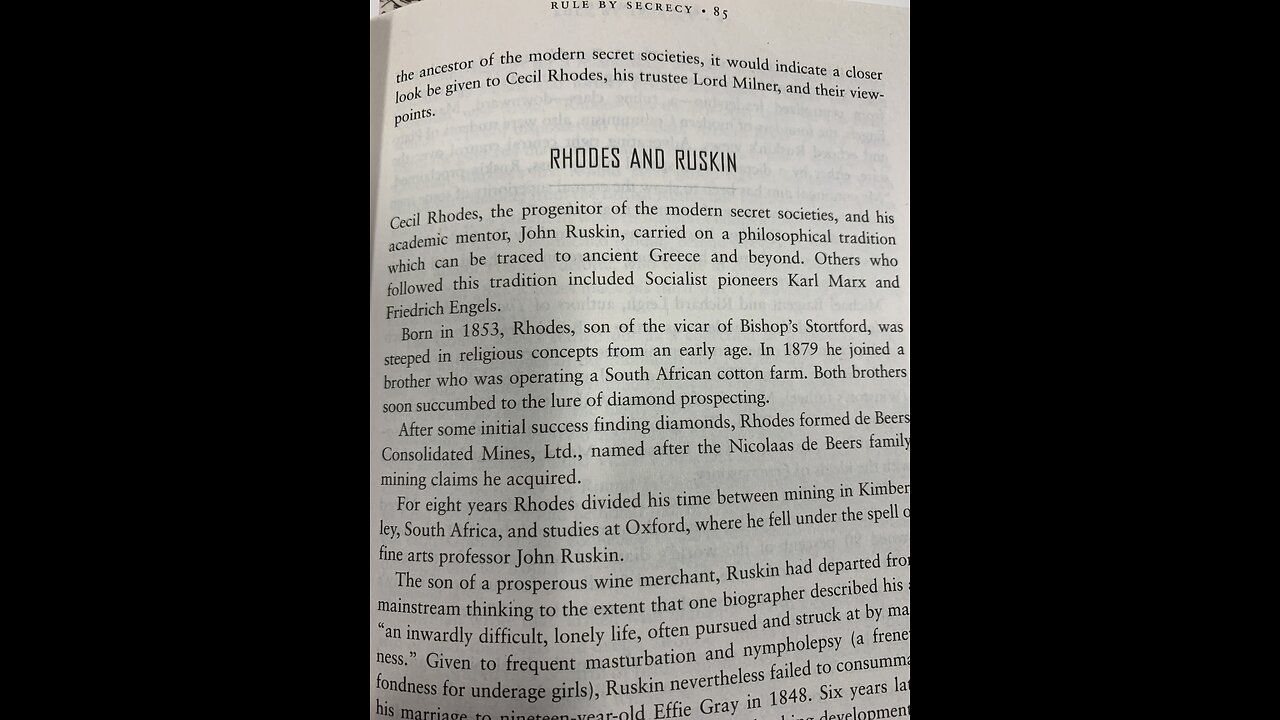 RULE BY SECRECY • 85
the ancestor of the modern secret societies, it would indicate a closer
look be given to Cecil Rhodes, his trustee Lord Milner, and their view-
points.
RHODES AND RUSKIN
Cecil Rhodes, the progenitor of the modern secret societies, and his
academic mentor, John Ruskin, carried on a philosophical tradition
which can be traced to ancient Greece and beyond. Others who
followed this tradition included Socialist pioneers Karl Marx and
Friedrich Engels.
Born in 1853, Rhodes, son of the vicar of Bishop's Stortford, was
steeped in religious concepts from an early age. In 1879 he joined a
brother who was operating a South African cotton farm. Both brothers
soon succumbed to the lure of diamond prospecting.
After some initial success finding diamonds, Rhodes formed de Beers
Consolidated Mines, Ltd., named after the Nicolaas de Beers family
mining claims he acquired.
For eight years Rhodes divided his time between mining in Kimber
ley, South Africa, and studies at Oxford, where he fell under the spell o
fine arts professor John Ruskin.
The son of a prosperous wine merchant, Ruskin had departed fro
mainstream thinking to the extent that one biographer described his
"an inwardly difficult, lonely life, often pursued and struck at by ma
ness." Given to frequent masturbation and nympholepsy (a frene
fondness for underage girls), Ruskin nevertheless failed to consumma
his marriage to nineteen-year-old Effie Gray in 1848. Six years lat
development